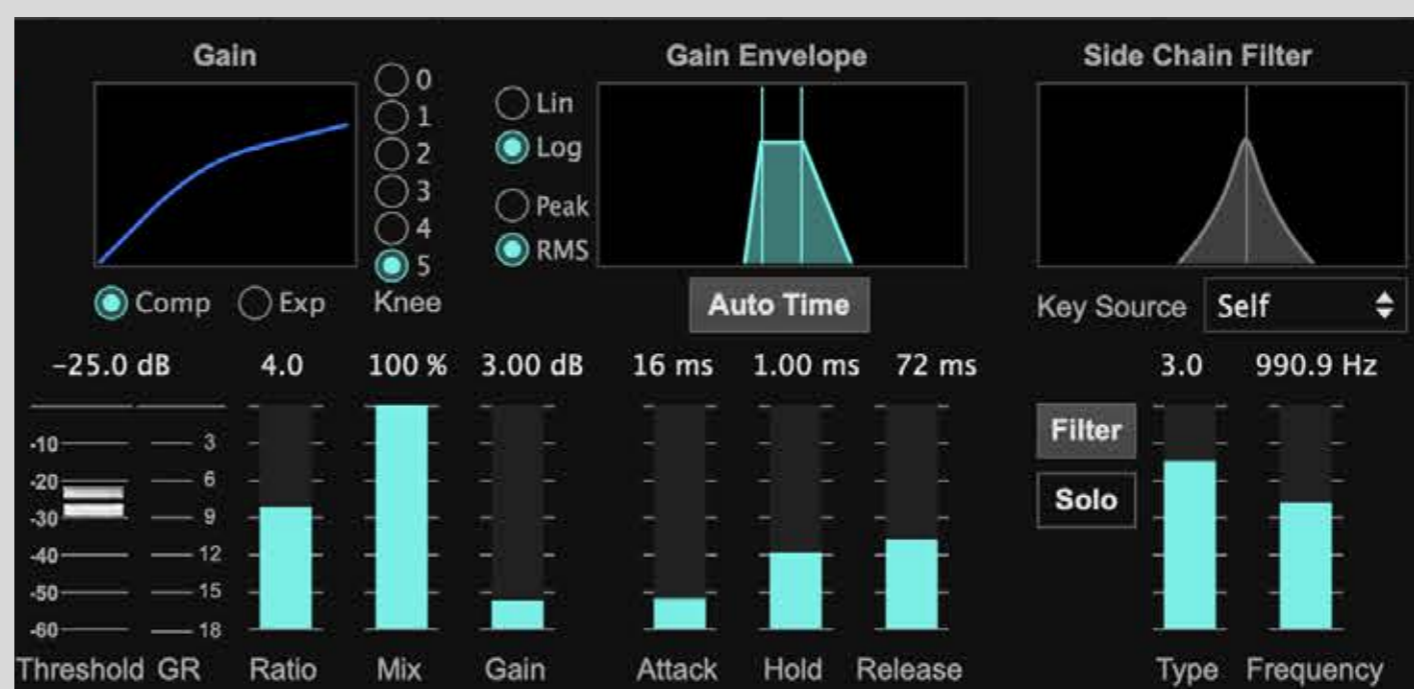 Gain
0
1
2
3
4
5
Knee
Comp Exp
Gain Envelope
Lin
Log
Peak
RMS
Auto Time
Side Chain Filter
Key Source Self
-25.0 dB 4.0 100 % 3.00 dB 16 ms 1.00 ms 72 ms 3.0 990.9 Hz
-10 3
-20 6
-30 9
-40 12
-50 15
-60 18
Filter
Solo
Threshold GR Ratio Mix Gain Attack Hold Release Type Frequency